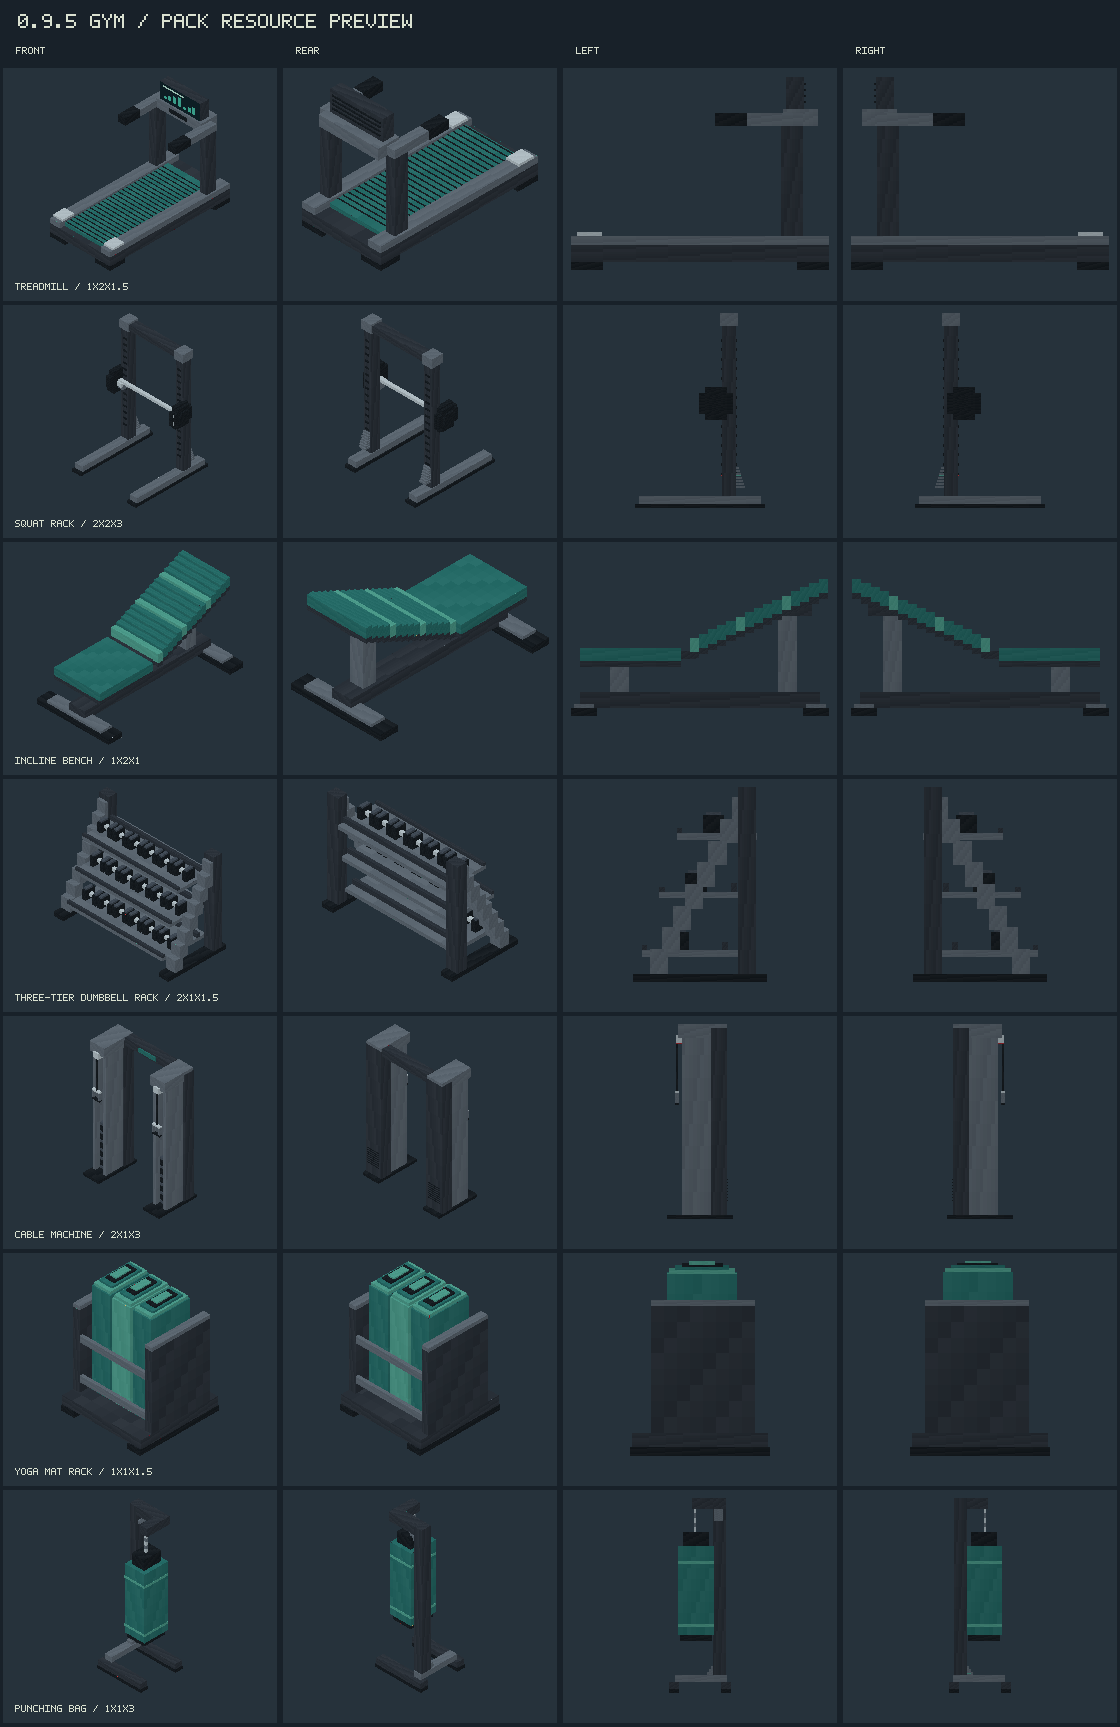 0.9.5 GYM / PACK RESOURCE PREVIEW
FRONT
REAR
LEFT
RIGHT
TREADMILL / 1X2X1.5
SQUAT RACK / 2X2X3
INCLINE BENCH / 1X2X1
THREE-TIER DUMBBELL RACK / 2X1X1.5
CABLE MACHINE / 2X1X3
YOGA MAT RACK / 1X1X1.5
PUNCHING BAG / 1X1X3